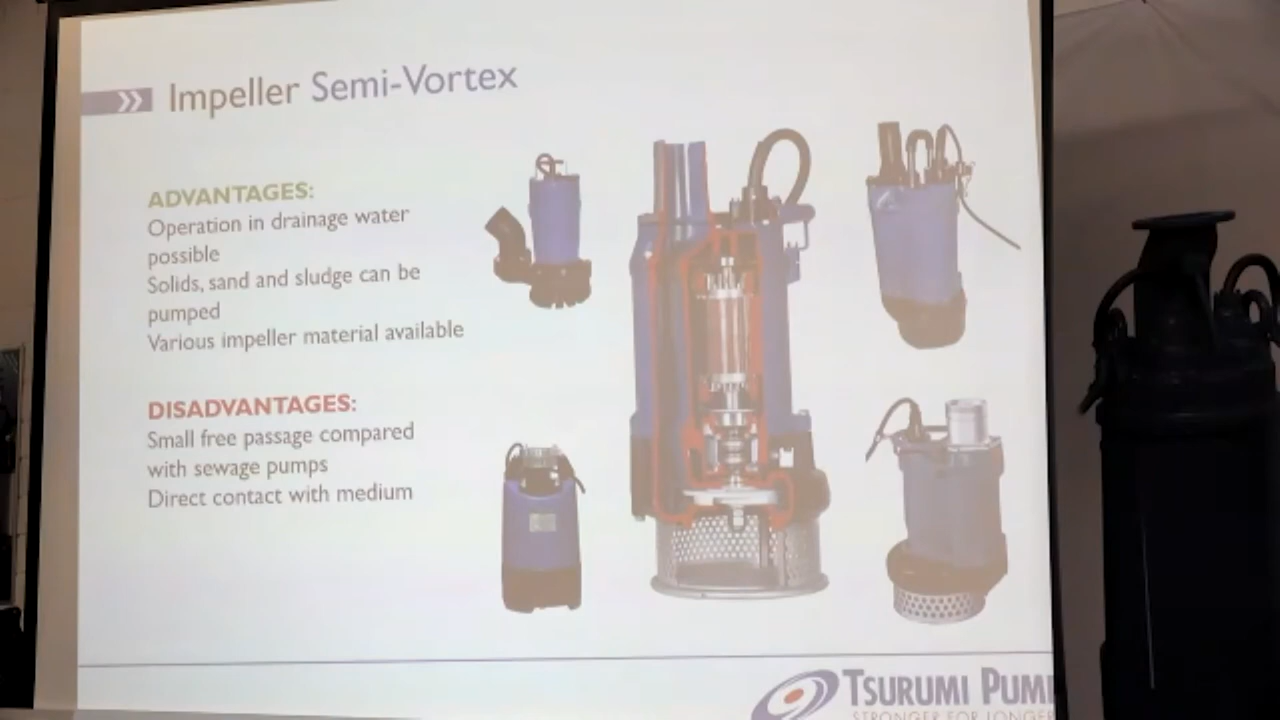 Impeller Semi-Vortex
ADVANTAGES:
Operation in drainage water
possible
Solids, sand and sludge can be
pumped
Various impeller material available
DISADVANTAGES:
Small free passage compared
with sewage pumps
Direct contact with medium
TSURUMI PUM
STRONGER FOR LONGER